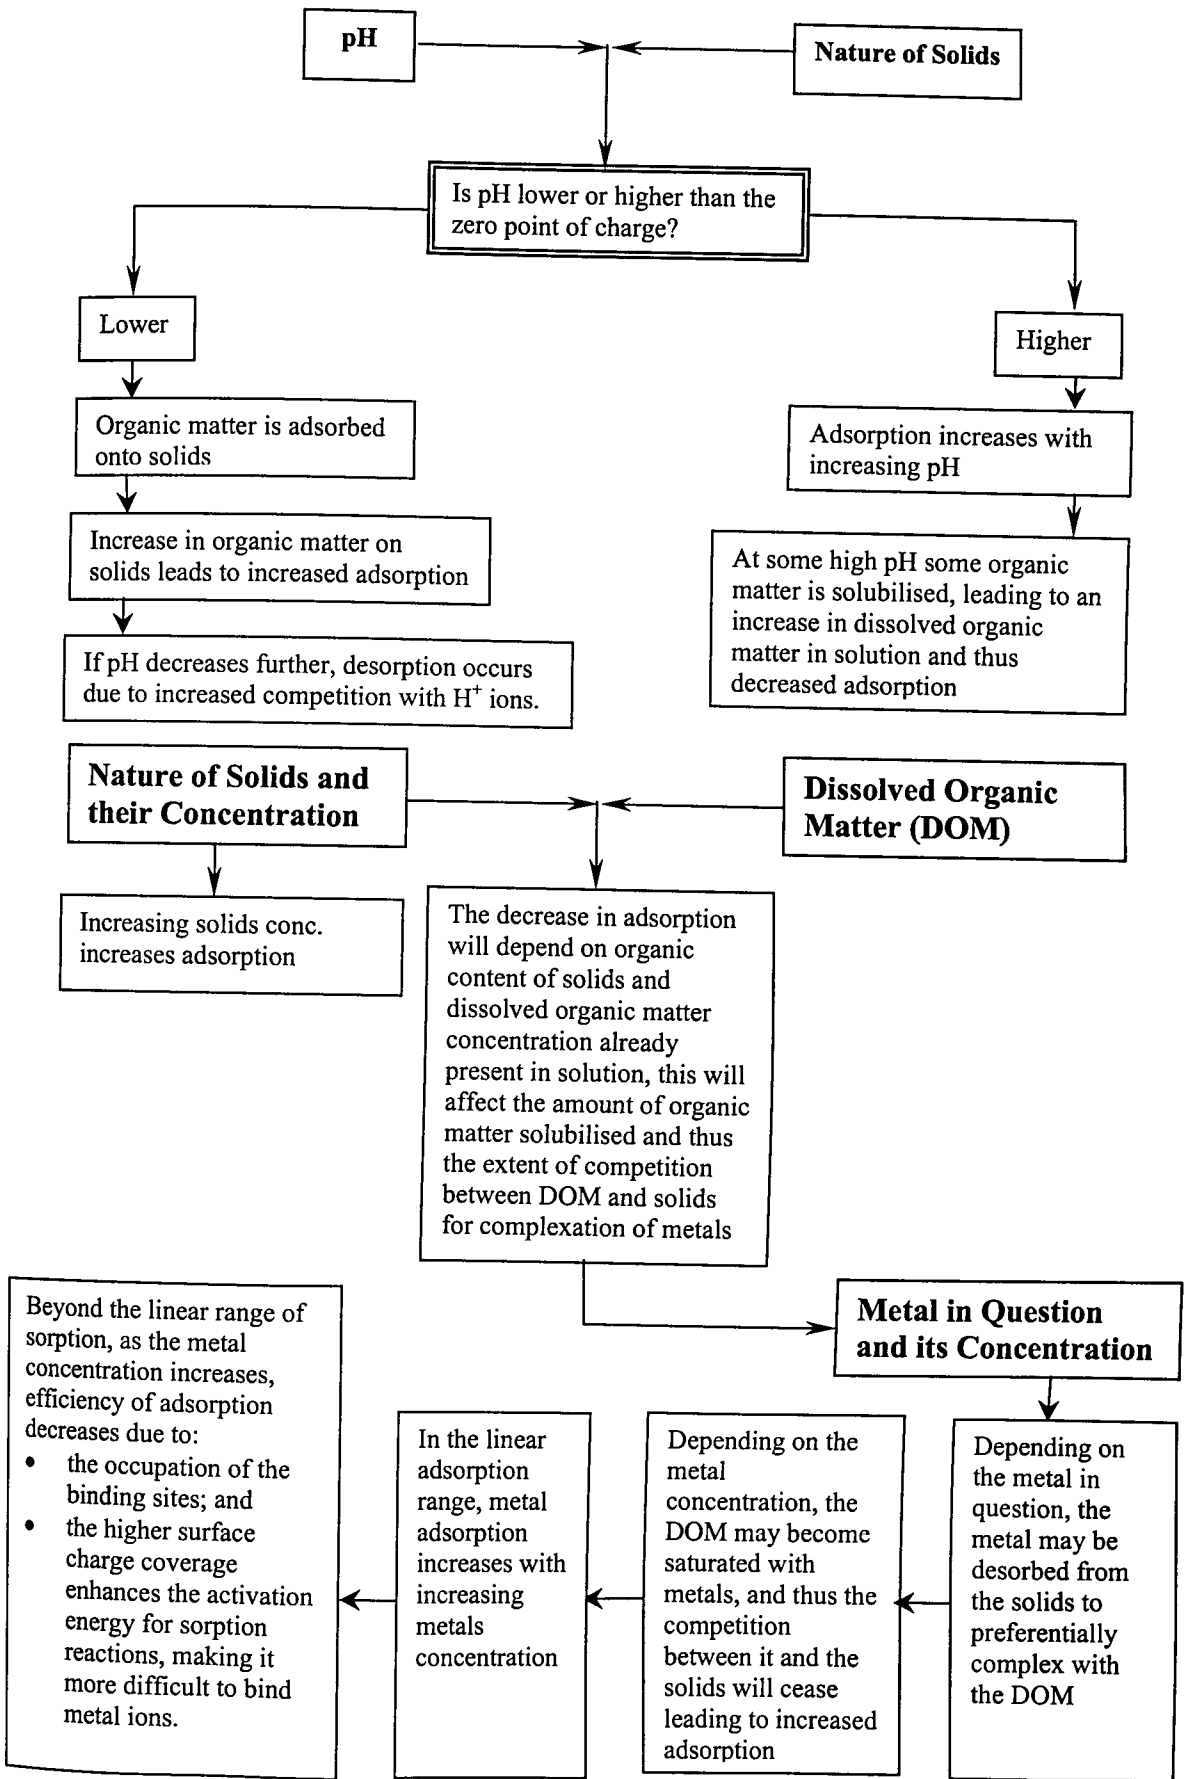 pH
Nature of Solids
Is pH lower or higher than the
zero point of charge?
Lower
Higher
Organic matter is adsorbed
onto solids
Adsorption increases with
increasing pH
Increase in organic matter on
solids leads to increased adsorption
At some high pH some organic
matter is solubilised, leading to an
increase in dissolved organic
matter in solution and thus
decreased adsorption
If pH decreases further, desorption occurs
due to increased competition with H⁺ ions.
Nature of Solids and
their Concentration
Dissolved Organic
Matter (DOM)
Increasing solids conc.
increases adsorption
The decrease in adsorption
will depend on organic
content of solids and
dissolved organic matter
concentration already
present in solution, this will
affect the amount of organic
matter solubilised and thus
the extent of competition
between DOM and solids
for complexation of metals
Metal in Question
and its Concentration
Beyond the linear range of
sorption, as the metal
concentration increases,
efficiency of adsorption
decreases due to:
• the occupation of the
binding sites; and
• the higher surface
charge coverage
enhances the activation
energy for sorption
reactions, making it
more difficult to bind
metal ions.
In the linear
adsorption
range, metal
adsorption
increases with
increasing
metals
concentration
Depending on the
metal
concentration, the
DOM may become
saturated with
metals, and thus the
competition
between it and the
solids will cease
leading to increased
adsorption
Depending on
the metal in
question, the
metal may be
desorbed from
the solids to
preferentially
complex with
the DOM